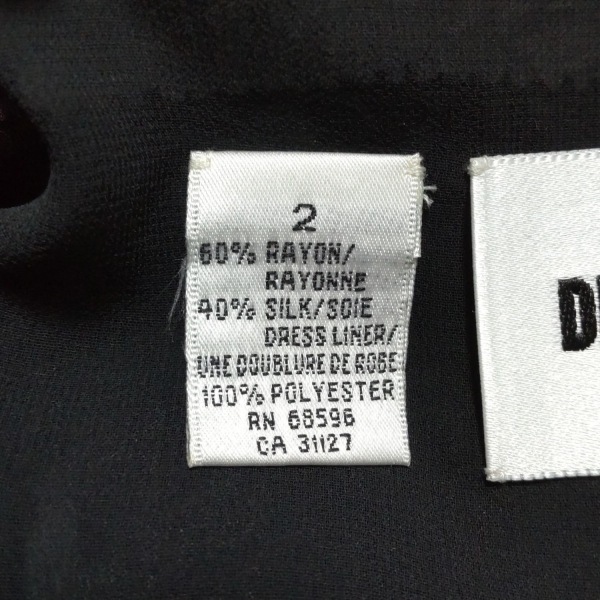 2
60% RAYON/
RAYONNE
40% SILK/SOIE
DRESS LINER/
UNE DOUBLURE DE ROBE
100% POLYESTER
RN 68596
CA 31127